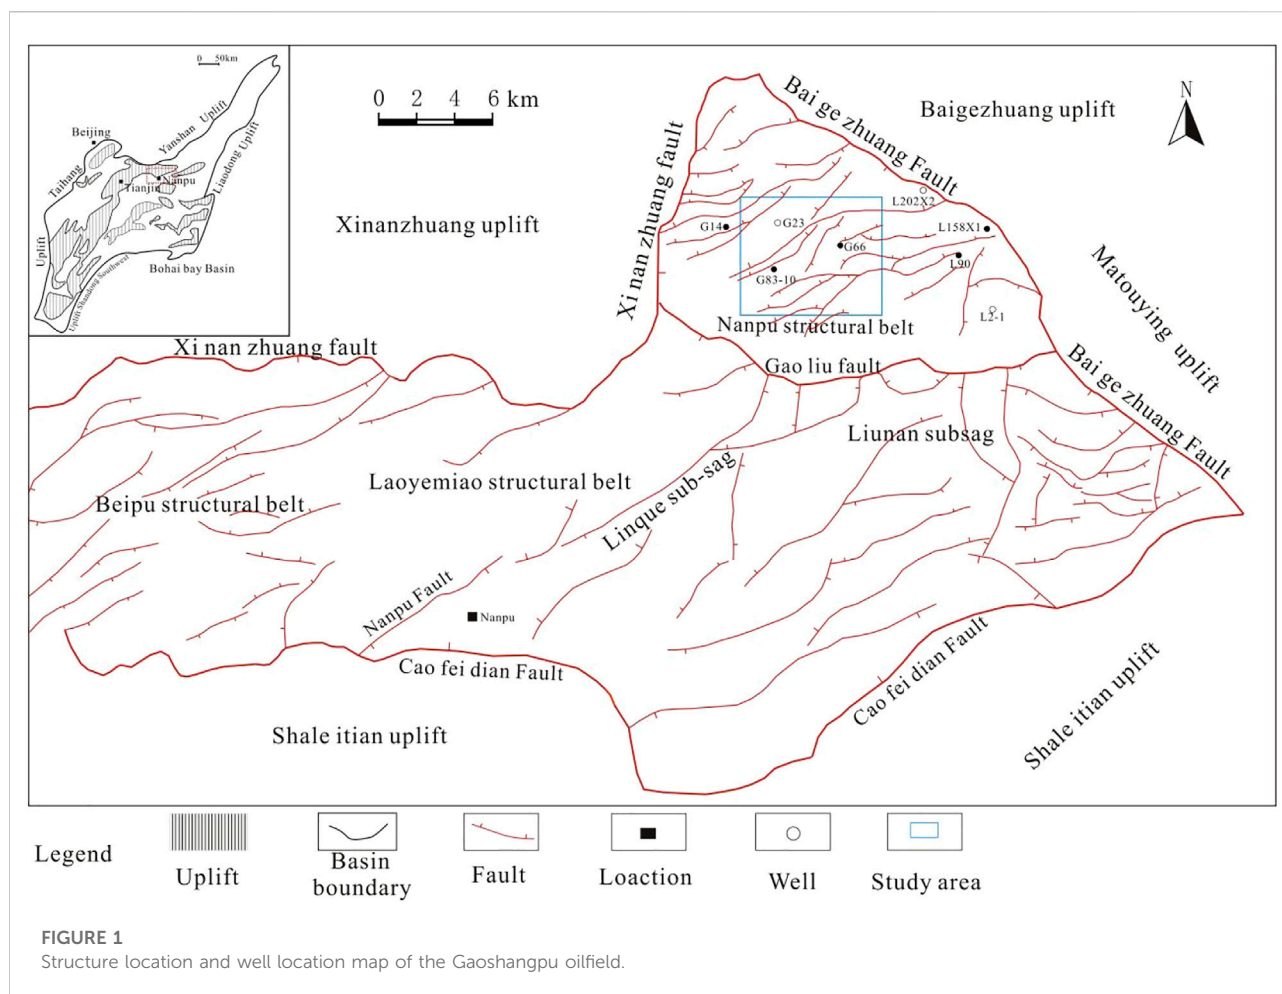 0 50km
Beijing
Yanshan Uplift
Taihang
Liaodong Uplift
Nanpu
Tianjin
Uplift
Bohai bay Basin
Uplift Shandong Southwest
0 2 4 6 km
N
Bai ge zhuang Fault
Baigezhuang uplift
Xi nan zhuang fault
Xinanzhuang uplift
L202X2
G14
G23
L158X1
G66
L90
G83-10
L2-1
Matouying uplift
Nanpu structural belt
Xi nan zhuang fault
Gao liu fault
Bai ge zhuang Fault
Liunan subsag
Laoyemiao structural belt
Linque sub-sag
Beipu structural belt
Nanpu Fault
Nanpu
Cao fei dian Fault
Cao fei dian Fault
Shale itian uplift
Shale itian uplift
Legend
Uplift
Basin
boundary
Fault
Loaction
Well
Study area
FIGURE 1
Structure location and well location map of the Gaoshangpu oilfield.